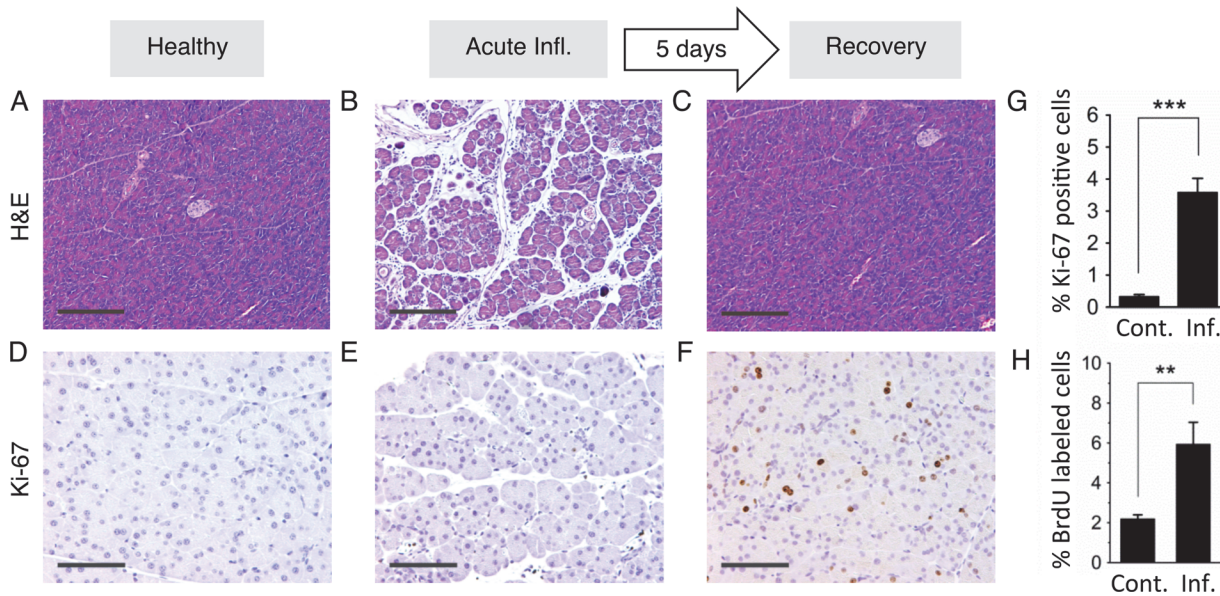 Healthy
Acute Infl.
5 days
Recovery
A
B
C
G
H&E
% Ki-67 positive cells
6
5
4
3
2
1
0
***
Cont. Inf.
D
E
F
H
Ki-67
% BrdU labeled cells
10
8
6
4
2
0
**
Cont. Inf.